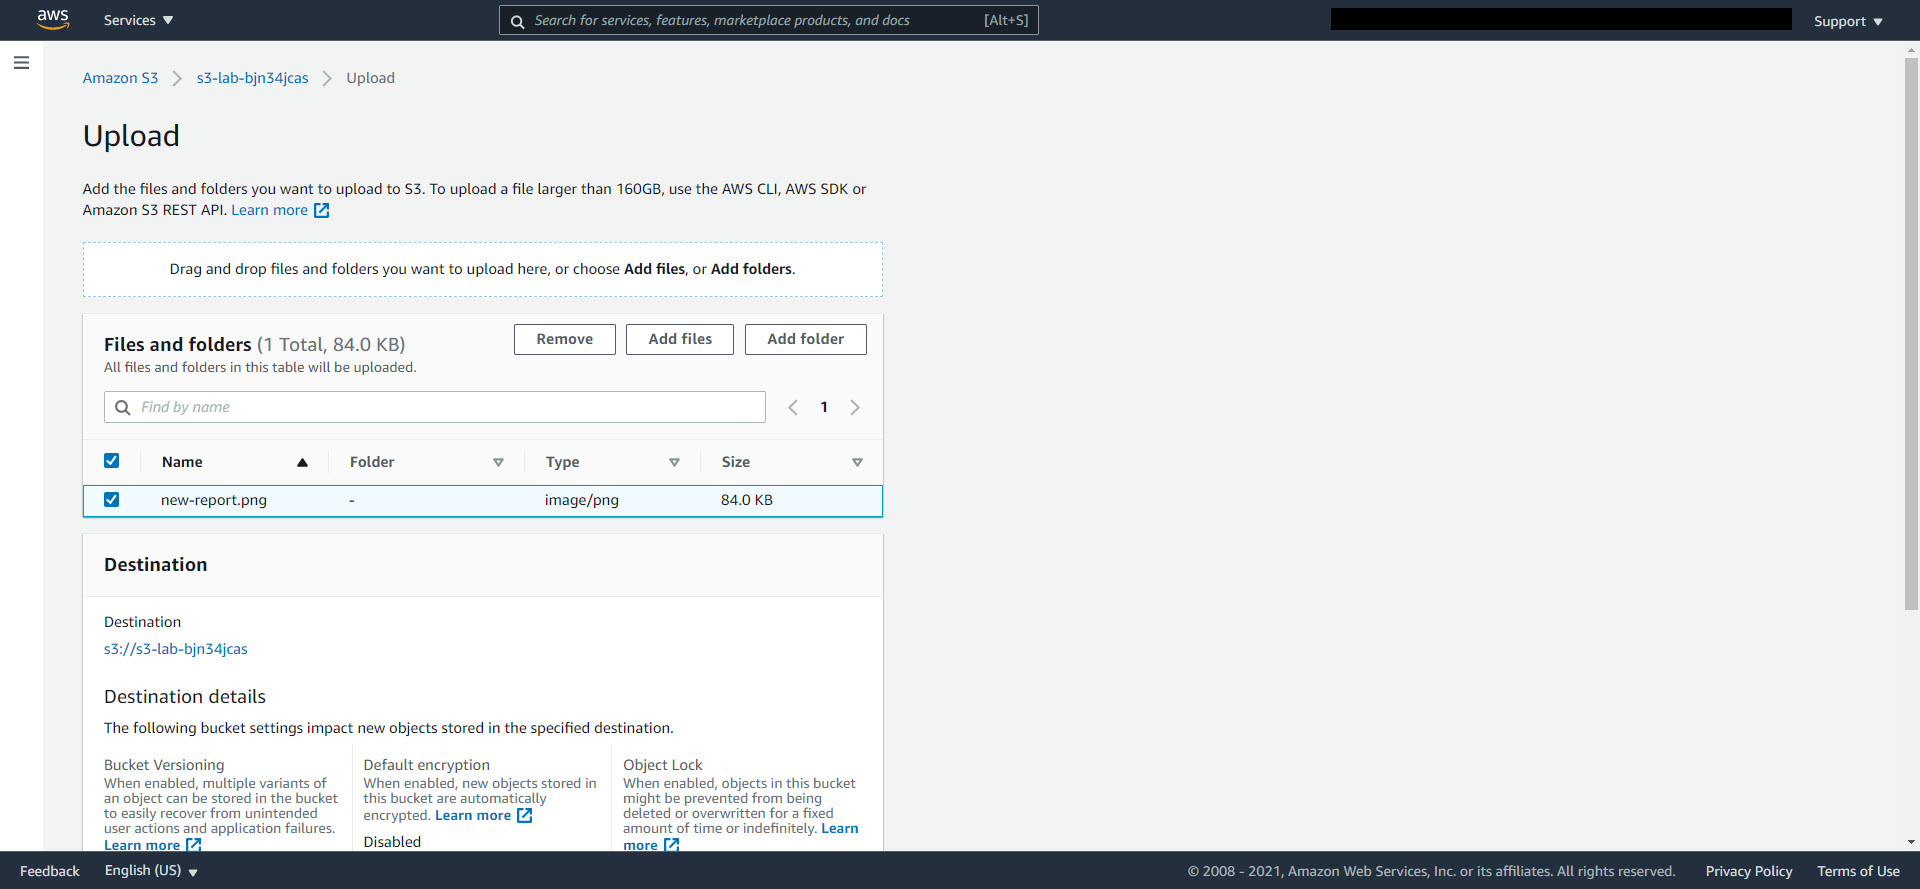 aws
Services
Search for services, features, marketplace products, and docs [Alt+S]
Support
Amazon S3 s3-lab-bjn34jcas Upload
Upload
Add the files and folders you want to upload to S3. To upload a file larger than 160GB, use the AWS CLI, AWS SDK or
Amazon S3 REST API. Learn more
Drag and drop files and folders you want to upload here, or choose Add files, or Add folders.
Files and folders (1 Total, 84.0 KB)
Remove Add files Add folder
All files and folders in this table will be uploaded.
Find by name
1
Name Folder Type Size
new-report.png - image/png 84.0 KB
Destination
Destination
s3://s3-lab-bjn34jcas
Destination details
The following bucket settings impact new objects stored in the specified destination.
Bucket Versioning
When enabled, multiple variants of
an object can be stored in the bucket
to easily recover from unintended
user actions and application failures.
Learn more
Default encryption
When enabled, new objects stored in
this bucket are automatically
encrypted. Learn more
Disabled
Object Lock
When enabled, objects in this bucket
might be prevented from being
deleted or overwritten for a fixed
amount of time or indefinitely. Learn
more
Feedback English (US)
© 2008 - 2021, Amazon Web Services, Inc. or its affiliates. All rights reserved. Privacy Policy Terms of Use